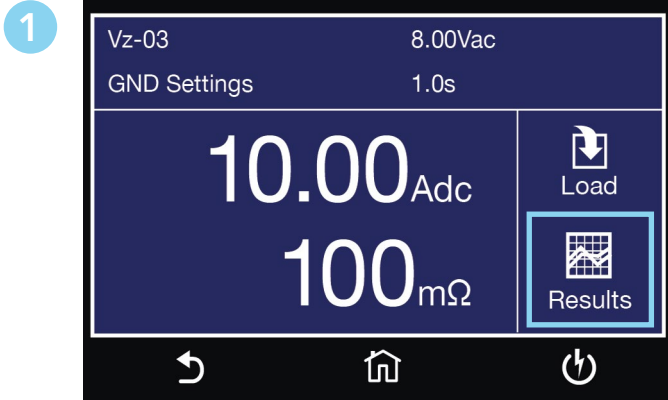 1
Vz-03 8.00Vac
GND Settings 1.0s
10.00Adc
100mΩ
Load
Results